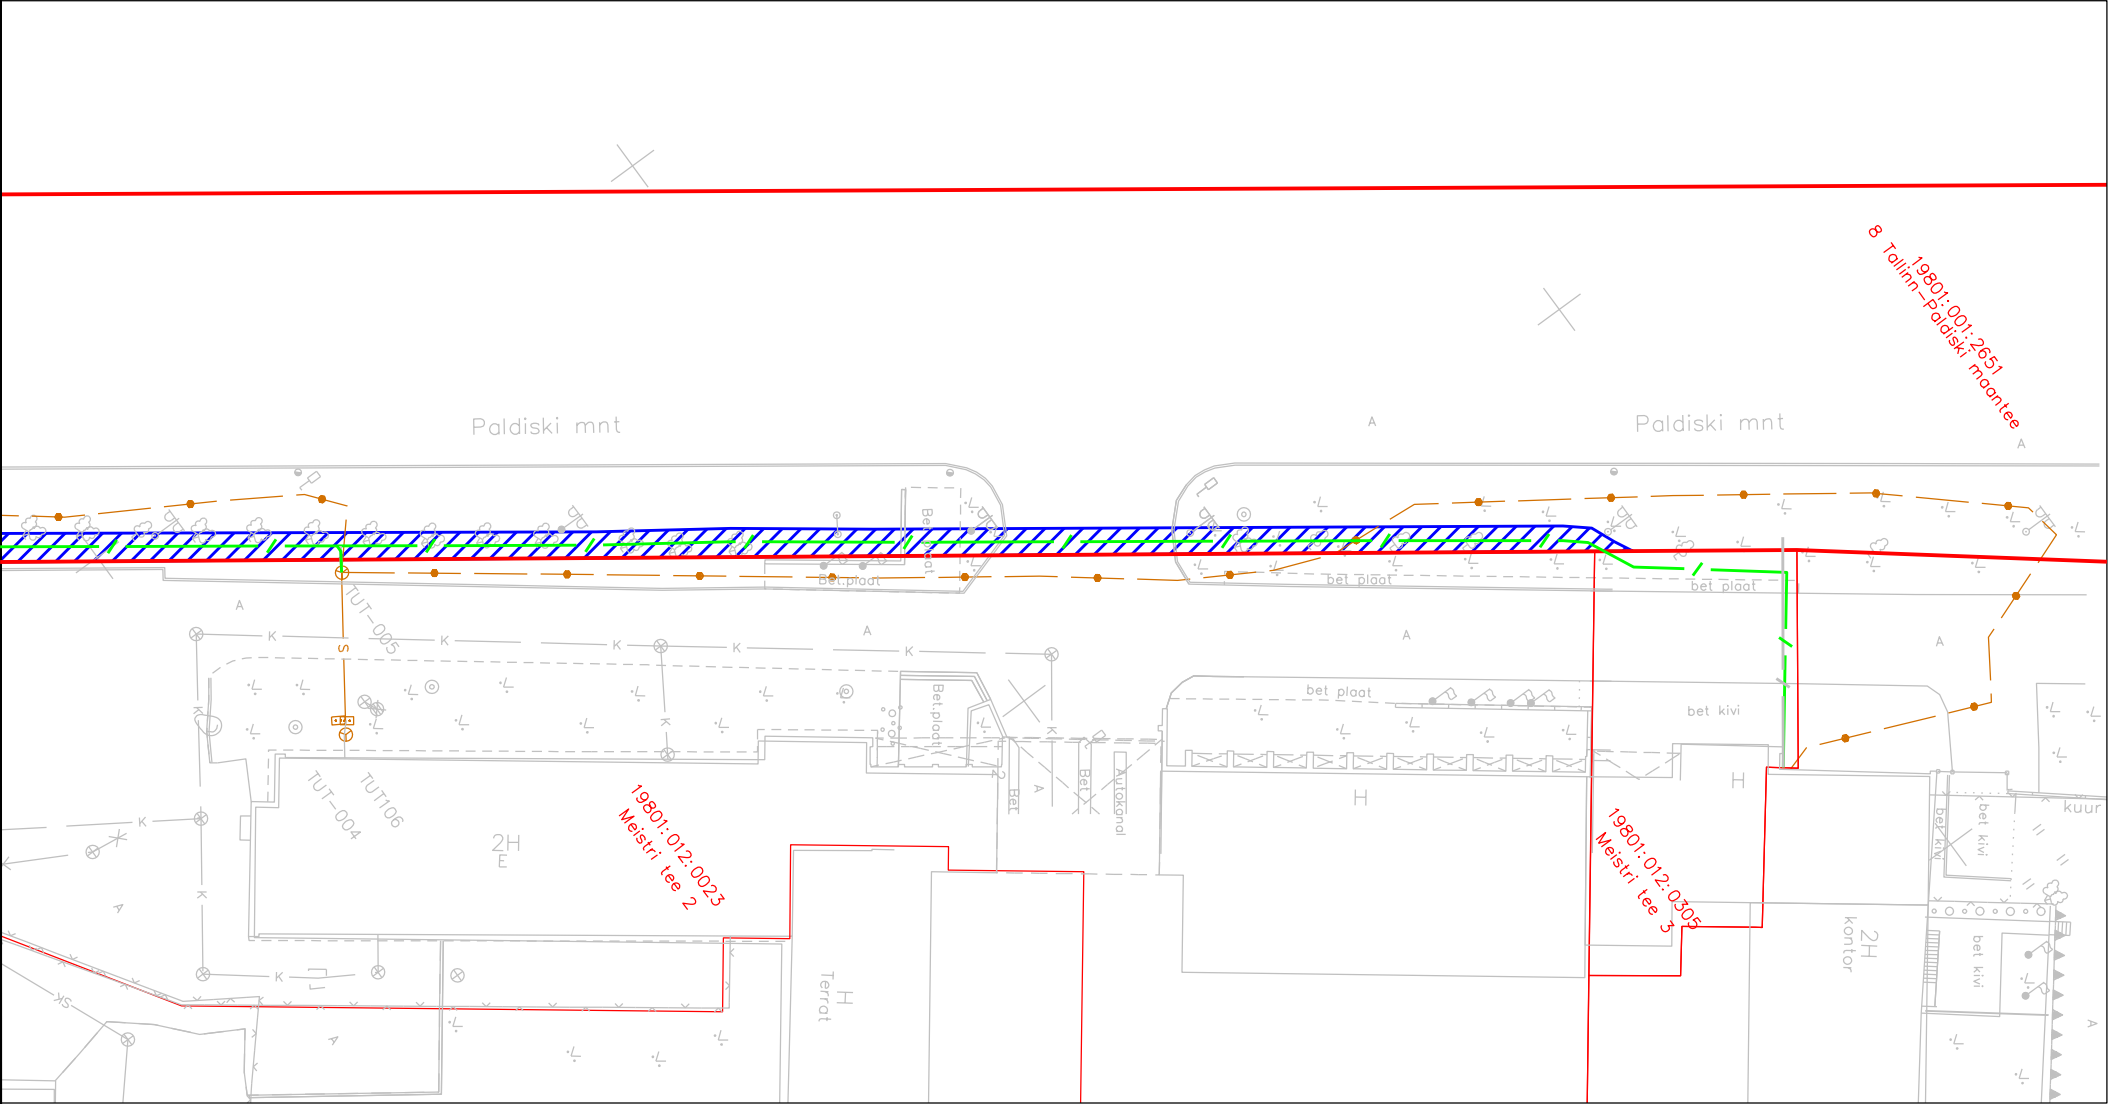 8 Tallinn-Paldiski maantee
19801:001:2651
Paldiski mnt
Paldiski mnt
A
A
Bet.plaat
bet plaat
bet plaat
A
A
A
A
TUT-005
K
K
K
K
K
S
K
K
K
bet plaat
bet kivi
Bet.plaat
TUT-004
TUT106
2H
E
19801:012:0023
Meistri tee 2
Bet
A
Bet
Autokanal
H
H
19801:012:0305
Meistri tee 3
bet kivi
bet kivi
kuur
K
K
A
K
SK
A
H
Terrat
2H
kontor
bet kivi
A